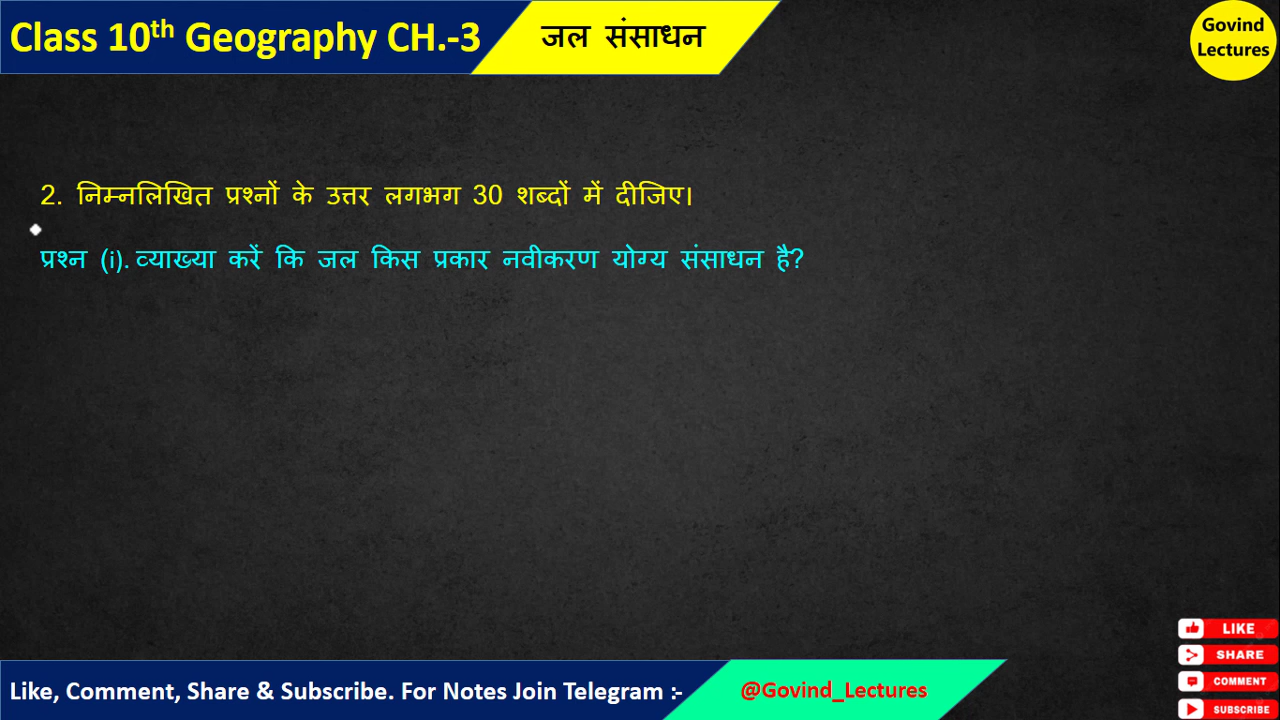 Class 10th Geography CH.-3
जल संसाधन
Govind
Lectures
2. निम्नलिखित प्रश्नों के उत्तर लगभग 30 शब्दों में दीजिए।
प्रश्न (i). व्याख्या करें कि जल किस प्रकार नवीकरण योग्य संसाधन है?
LIKE
SHARE
COMMENT
SUBSCRIBE
Like, Comment, Share & Subscribe. For Notes Join Telegram :-
@Govind_Lectures